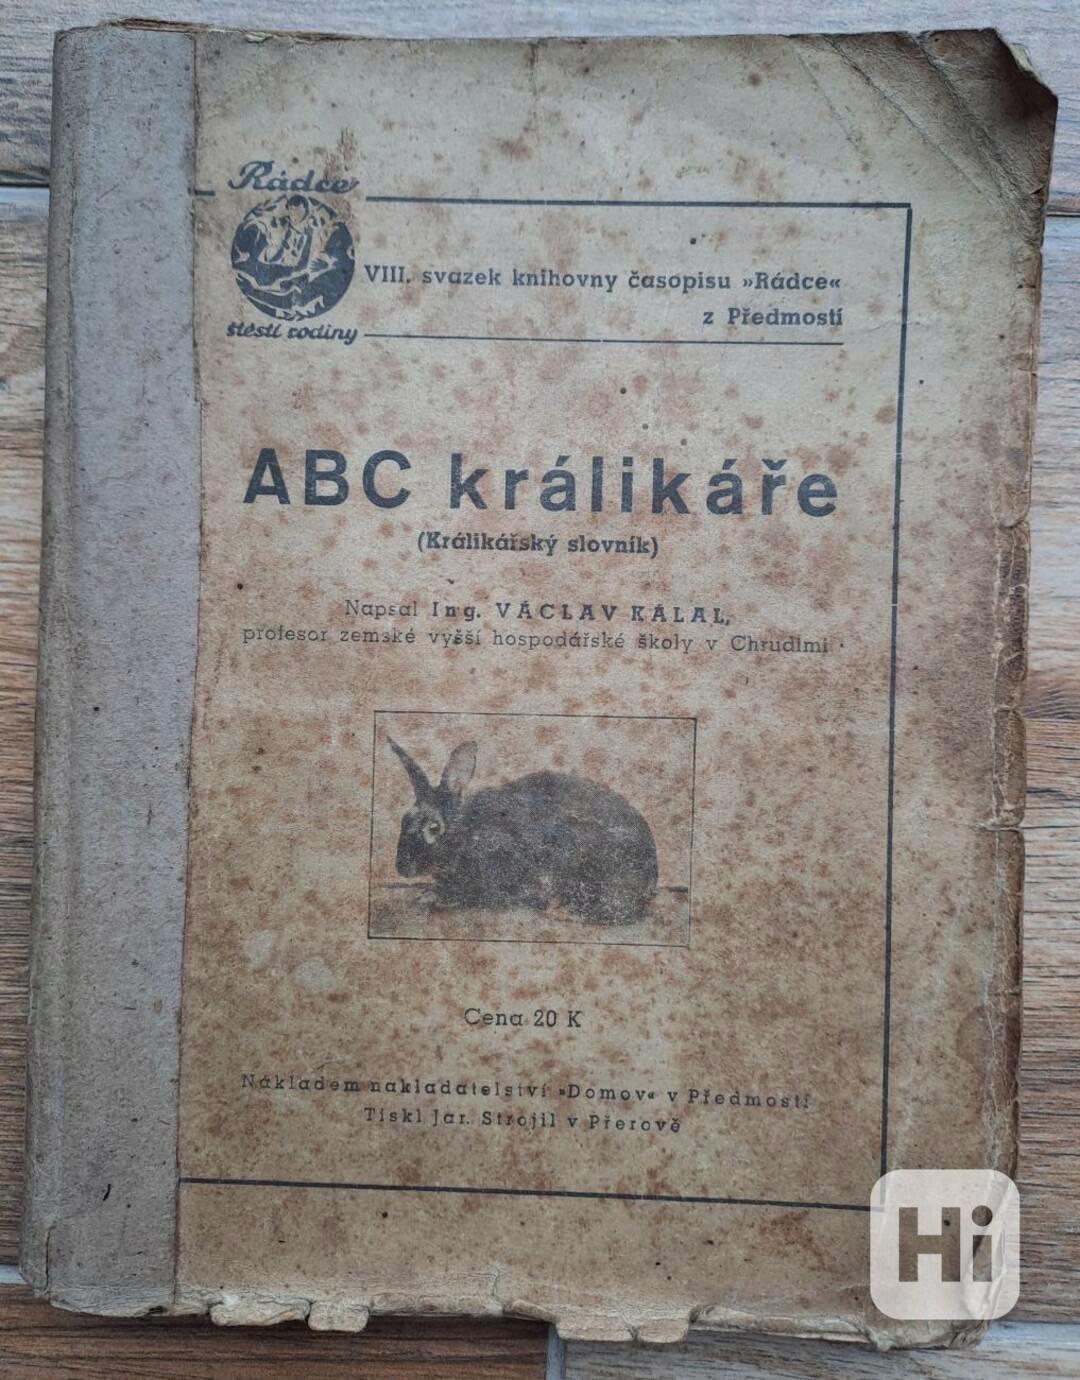 Rádce
štěstí rodiny
VIII. svazek knihovny časopisu »Rádce«
z Předmostí
ABC králikáře
(Králikářský slovník)
Napsal Ing. VÁCLAV KÁLAL,
profesor zemské vyšší hospodářské školy v Chrudimi
Cena 20 K
Nákladem nakladatelství »Domov« v Předmostí
Tiskl Jar. Strojil v Přerově
Hi